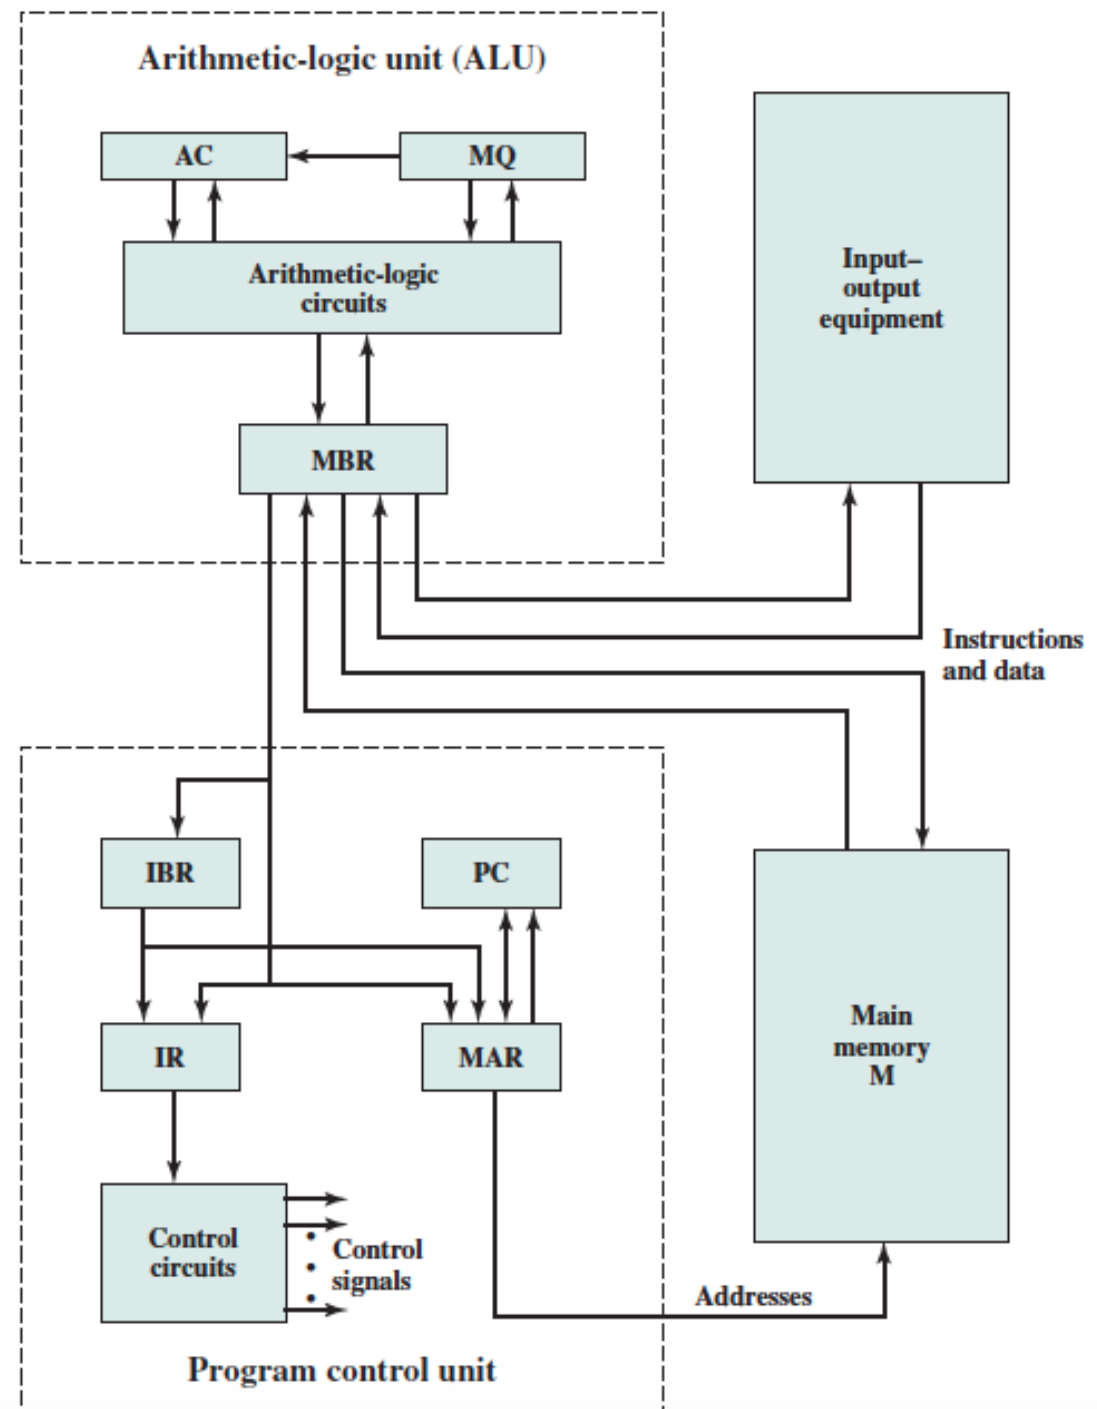 Arithmetic-logic unit (ALU)
AC
MQ
Arithmetic-logic
circuits
MBR
Input–
output
equipment
Instructions
and data
IBR
PC
IR
MAR
Main
memory
M
Control
circuits
Control
signals
Addresses
Program control unit